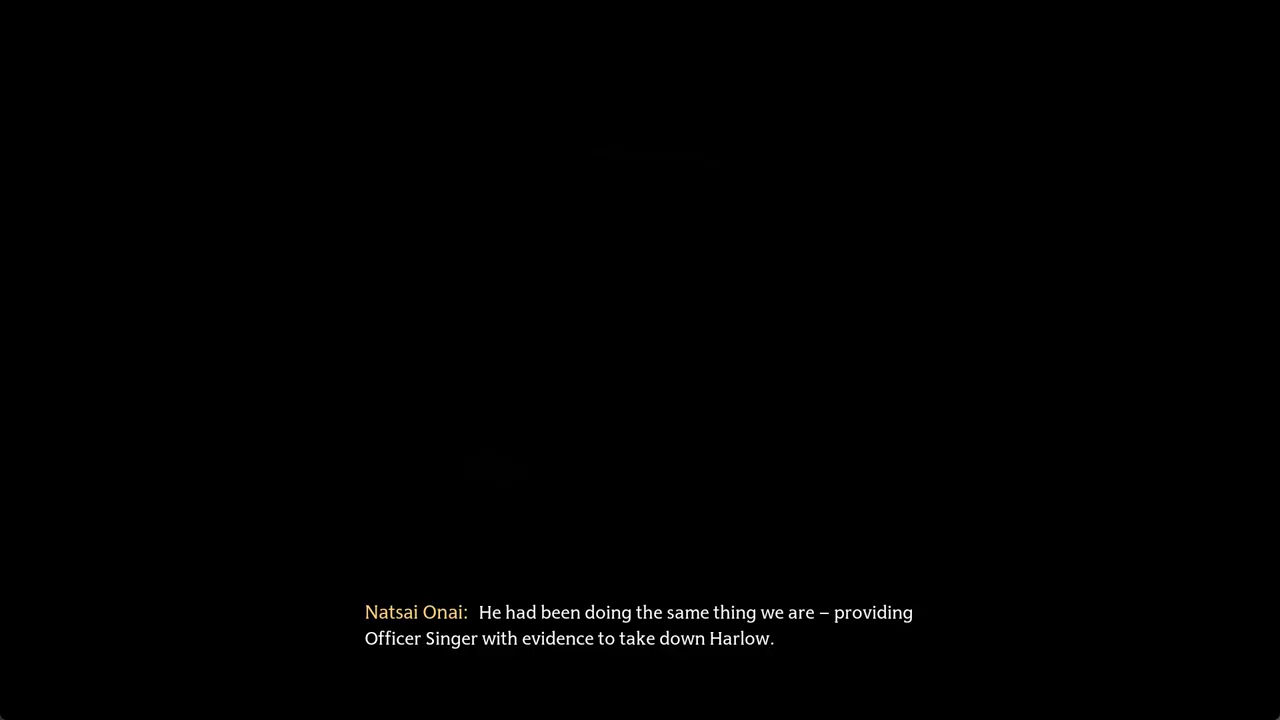 Natsai Onai: He had been doing the same thing we are – providing
Officer Singer with evidence to take down Harlow.